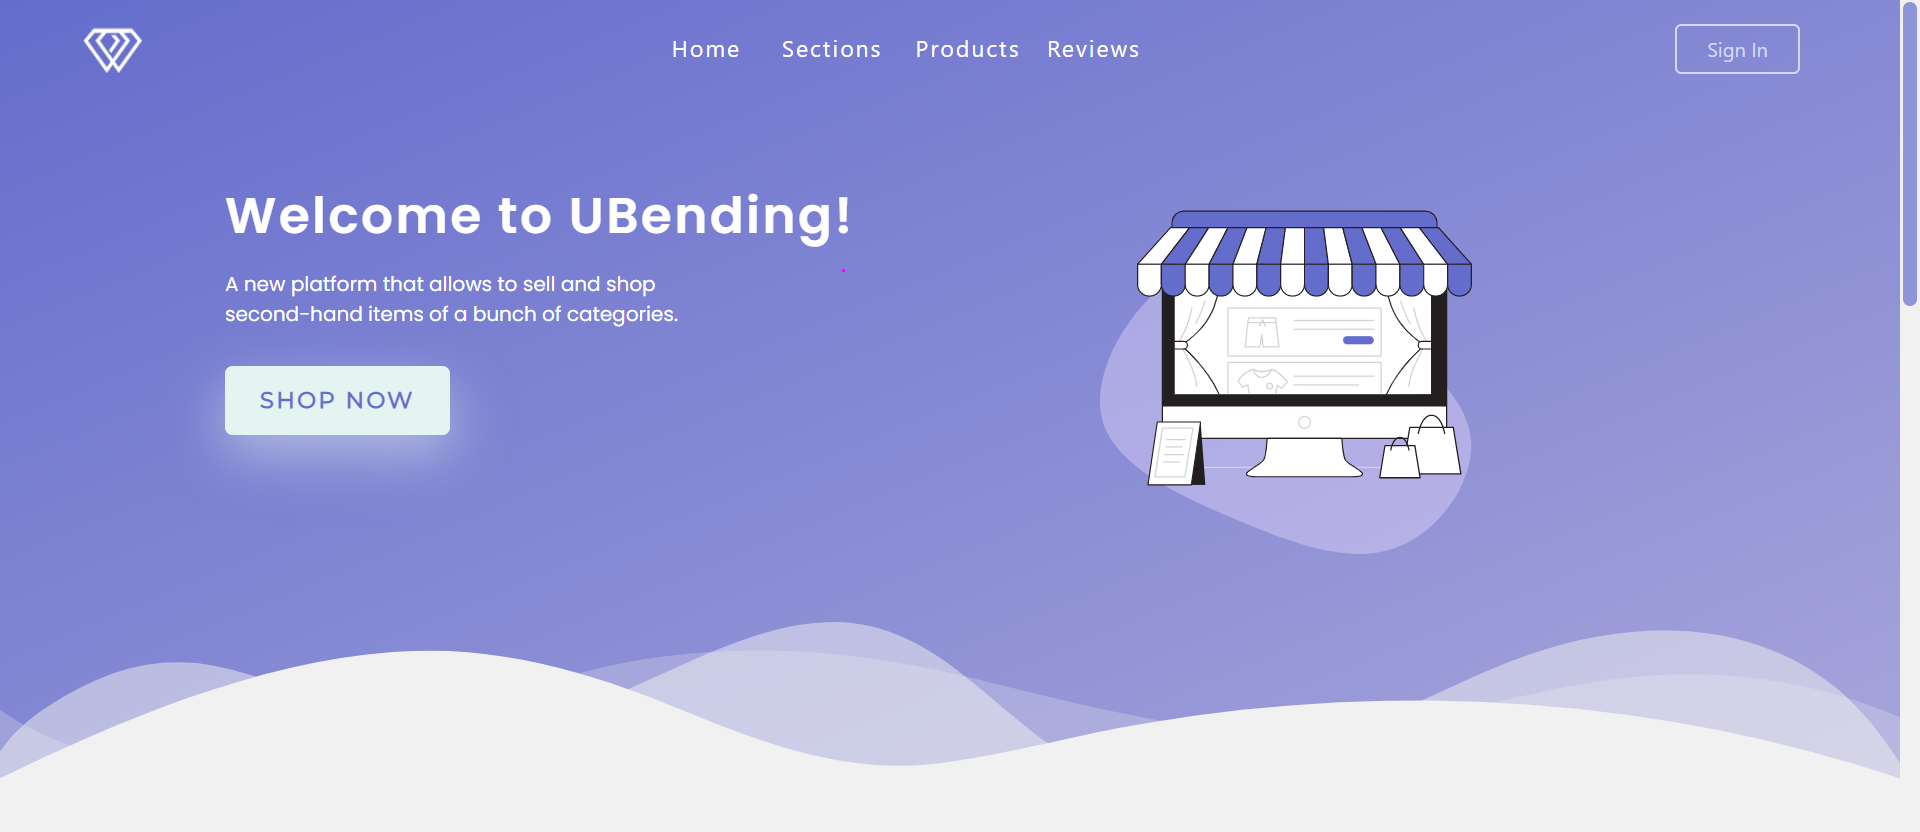 Home Sections Products Reviews Sign In
Welcome to UBending!
A new platform that allows to sell and shop
second-hand items of a bunch of categories.
SHOP NOW